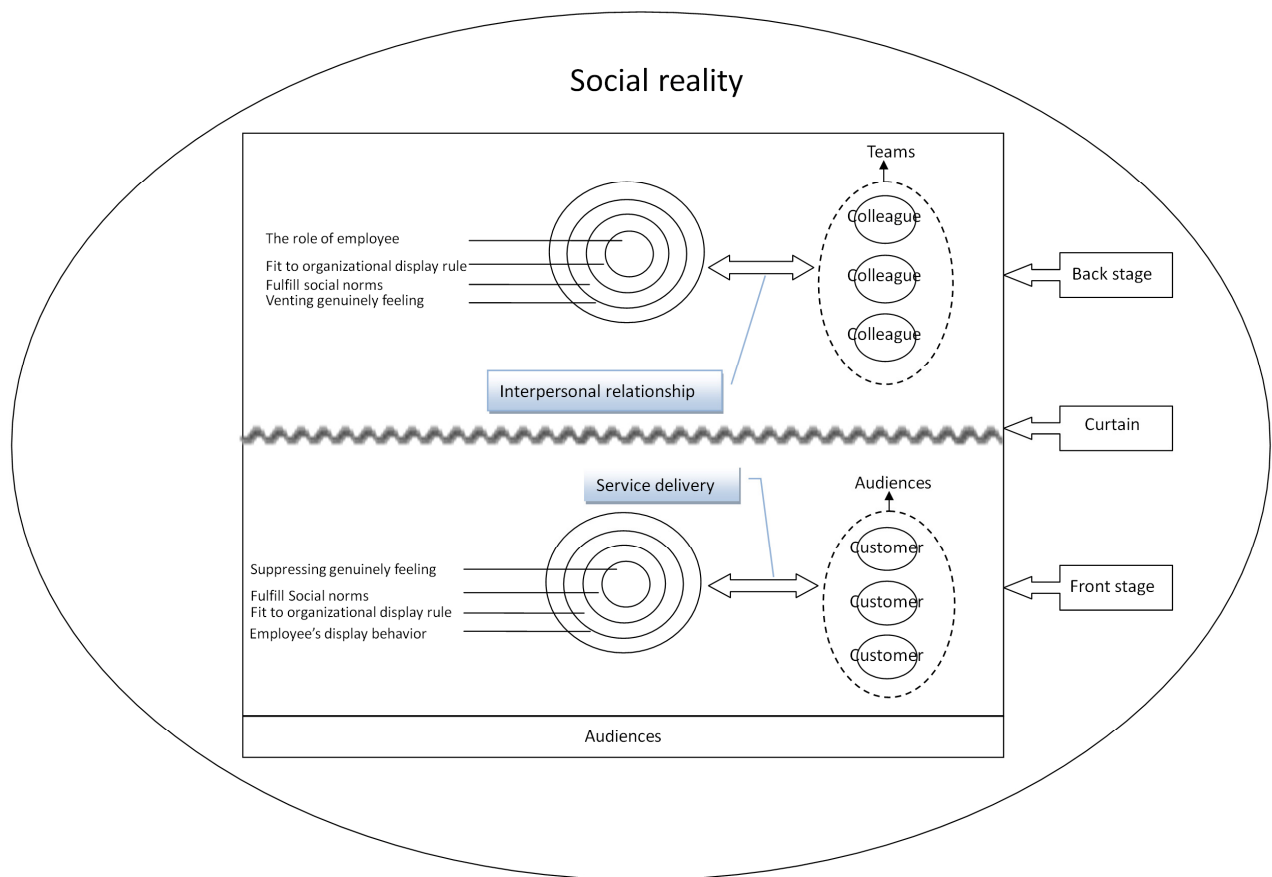 Social reality
Teams
Colleague
The role of employee
Fit to organizational display rule
Fulfill social norms
Venting genuinely feeling
Colleague
Back stage
Colleague
Interpersonal relationship
Curtain
Service delivery
Audiences
Customer
Suppressing genuinely feeling
Fulfill Social norms
Fit to organizational display rule
Employee's display behavior
Customer
Front stage
Customer
Audiences